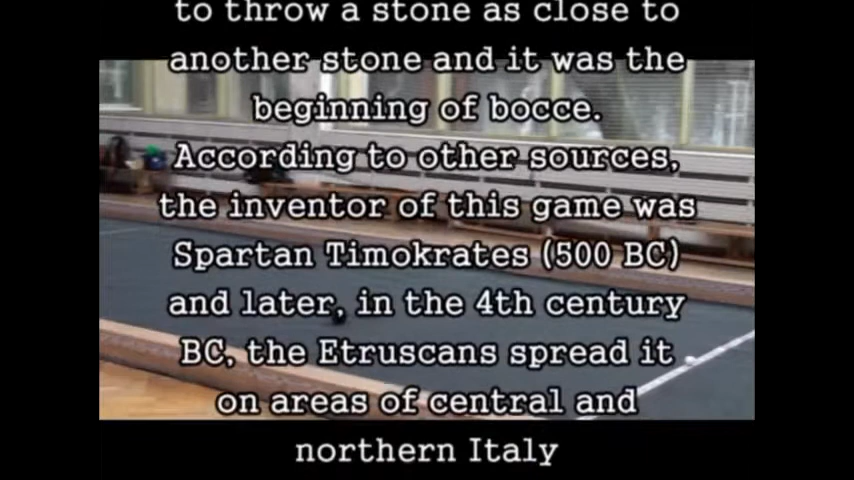 to throw a stone as close to
another stone and it was the
beginning of bocce.
According to other sources,
the inventor of this game was
Spartan Timokrates (500 BC)
and later, in the 4th century
BC, the Etruscans spread it
on areas of central and
northern Italy